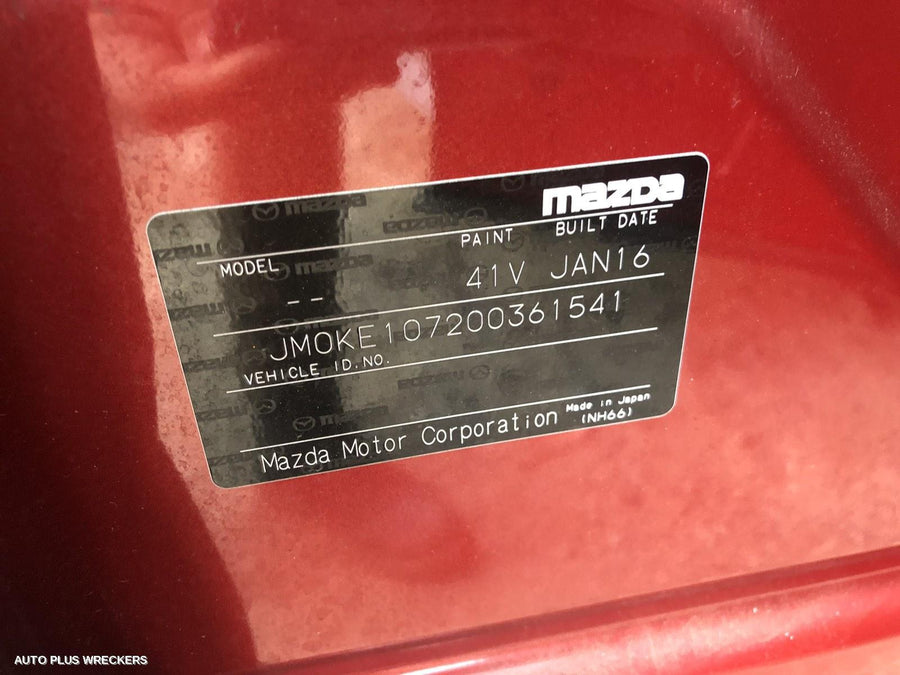 mazda
MODEL PAINT BUILT DATE
-- 41V JAN16
JM0KE107200361541
VEHICLE ID.NO.
Mazda Motor Corporation Made in Japan
(NH66)
AUTO PLUS WRECKERS